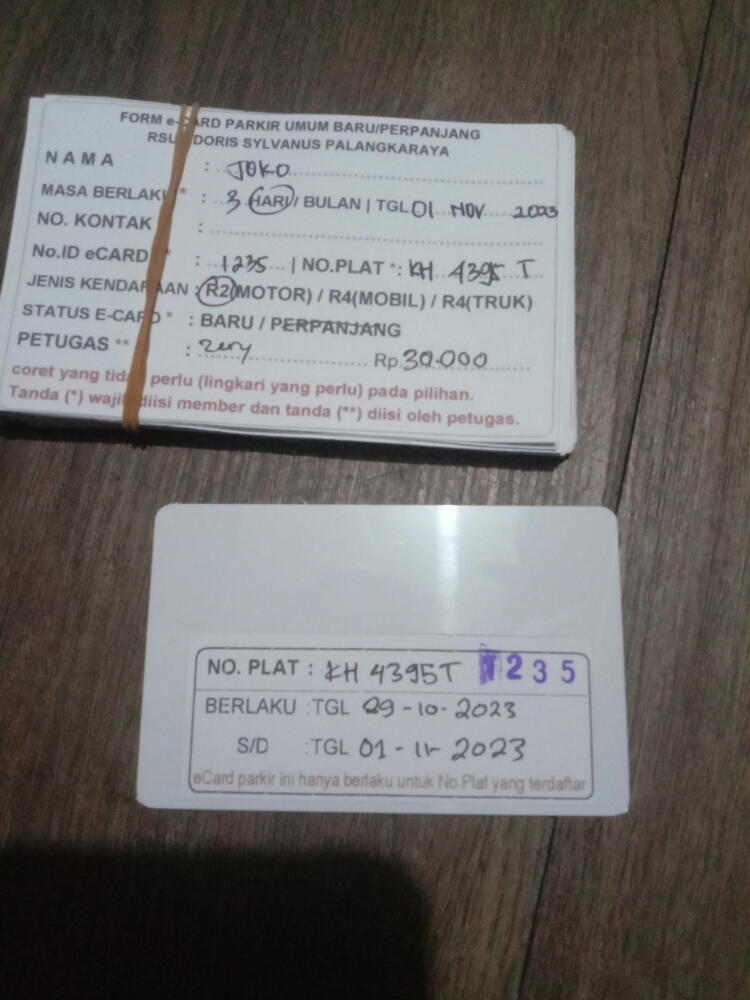 FORM e-CARD PARKIR UMUM BARU/PERPANJANG
RSUD DORIS SYLVANUS PALANGKARAYA
NAMA : JOKO
MASA BERLAKU * : 3 HARI / BULAN | TGL 01 NOV 2023
NO. KONTAK :
No.ID eCARD * : 1235 | NO.PLAT * : KH 4395 T
JENIS KENDARAAN : R2(MOTOR) / R4(MOBIL) / R4(TRUK)
STATUS E-CARD * : BARU / PERPANJANG
PETUGAS ** : Rp. 30.000
coret yang tidak perlu (lingkari yang perlu) pada pilihan.
Tanda (*) wajib diisi member dan tanda (**) diisi oleh petugas.
NO. PLAT : KH 4395 T 1235
BERLAKU : TGL 29-10-2023
S/D : TGL 01-11-2023
eCard parkir ini hanya berlaku untuk No.Plat yang terdaftar